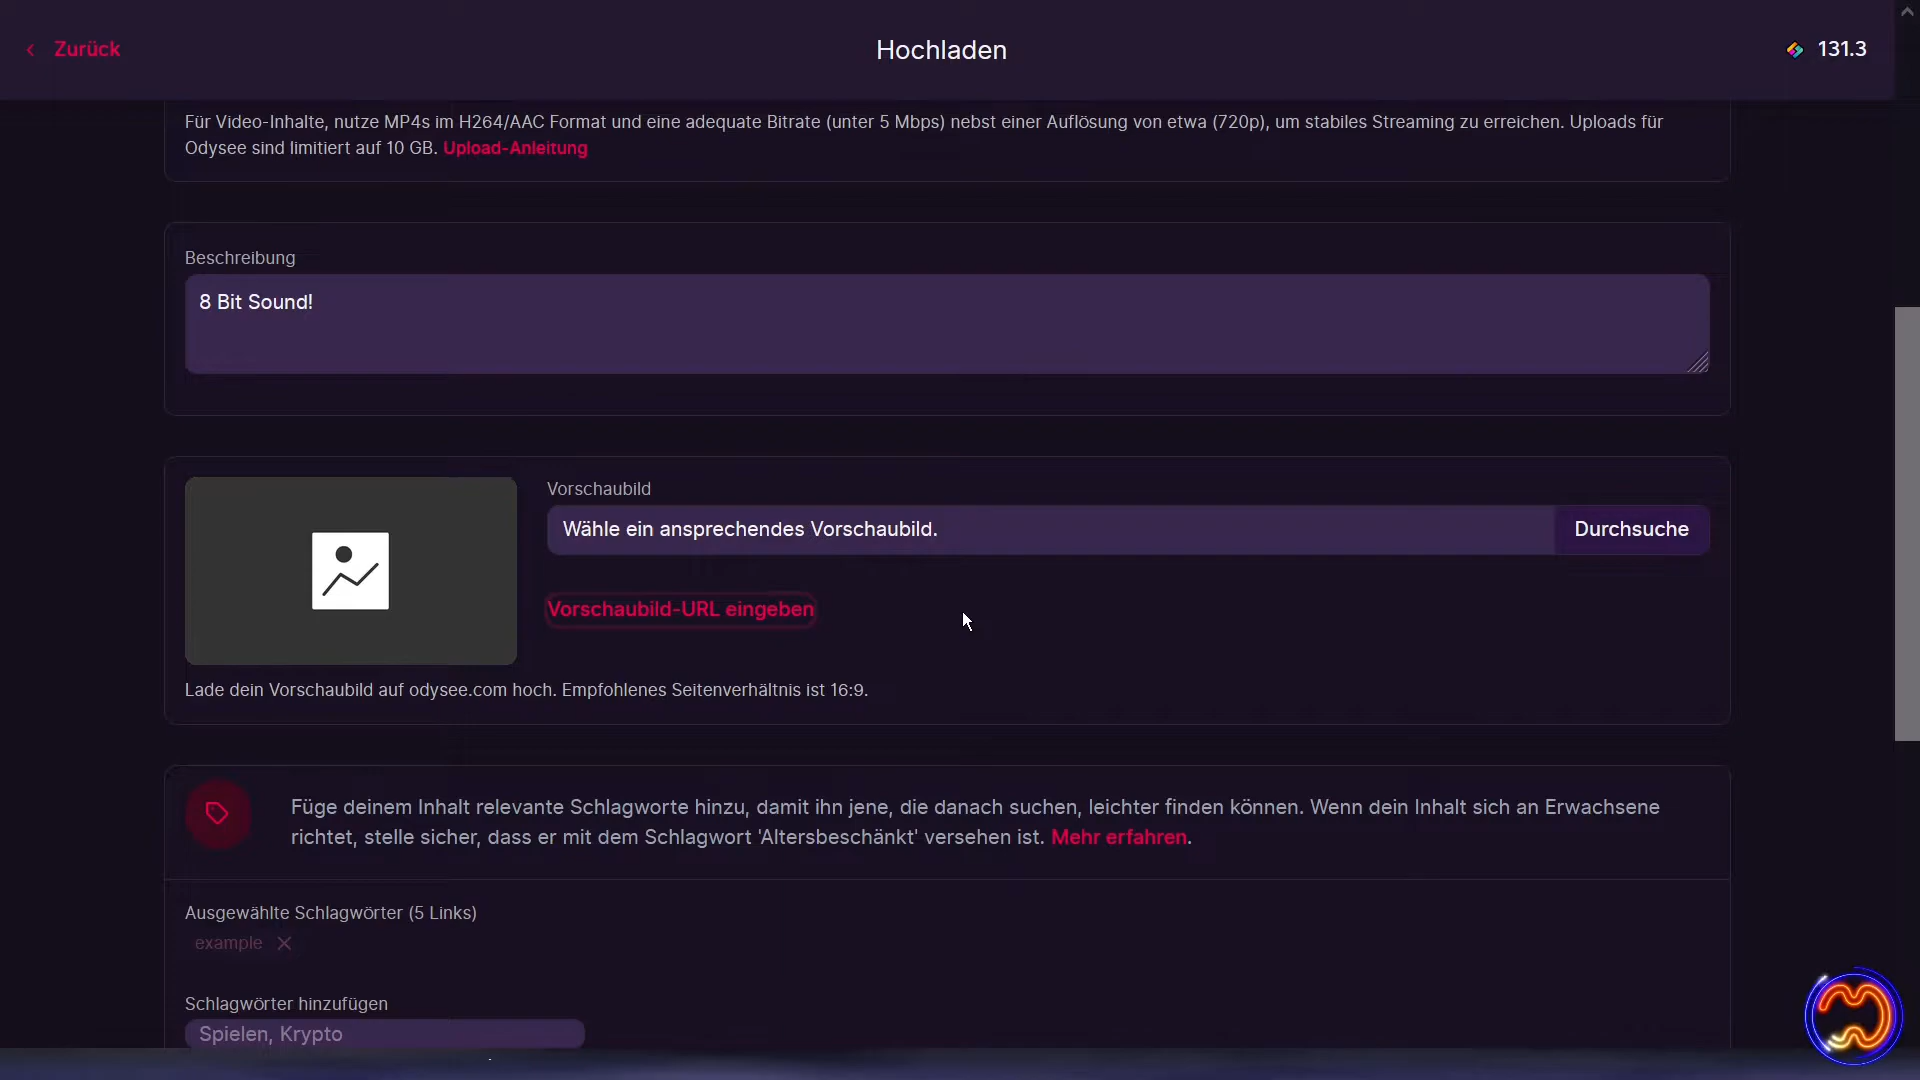 Zurück
Hochladen
131.3
Für Video-Inhalte, nutze MP4s im H264/AAC Format und eine adequate Bitrate (unter 5 Mbps) nebst einer Auflösung von etwa (720p), um stabiles Streaming zu erreichen. Uploads für
Odysee sind limitiert auf 10 GB. Upload-Anleitung
Beschreibung
8 Bit Sound!
Vorschaubild
Wähle ein ansprechendes Vorschaubild.
Durchsuche
Vorschaubild-URL eingeben
Lade dein Vorschaubild auf odysee.com hoch. Empfohlenes Seitenverhältnis ist 16:9.
Füge deinem Inhalt relevante Schlagworte hinzu, damit ihn jene, die danach suchen, leichter finden können. Wenn dein Inhalt sich an Erwachsene
richtet, stelle sicher, dass er mit dem Schlagwort 'Altersbeschänkt' versehen ist. Mehr erfahren.
Ausgewählte Schlagwörter (5 Links)
example
Schlagwörter hinzufügen
Spielen, Krypto